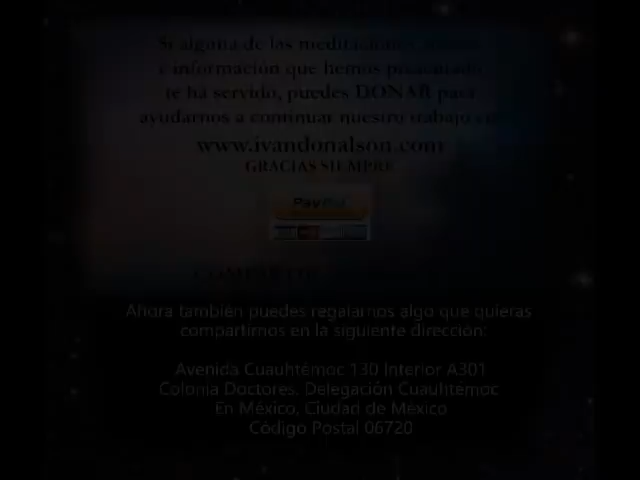 Si alguna de las meditaciones
e información que hemos
te ha servido, puedes DONAR para
ayudarnos a continuar nuestro trabajo
www.ivandonalson.com
GRACIAS SIEMPRE
PayPal
Ahora también puedes regalarnos algo que quieras
compartirnos en la siguiente dirección:
Avenida Cuauhtémoc 130 Interior A301
Colonia Doctores, Delegación Cuauhtémoc
En México, Ciudad de México
Código Postal 06720